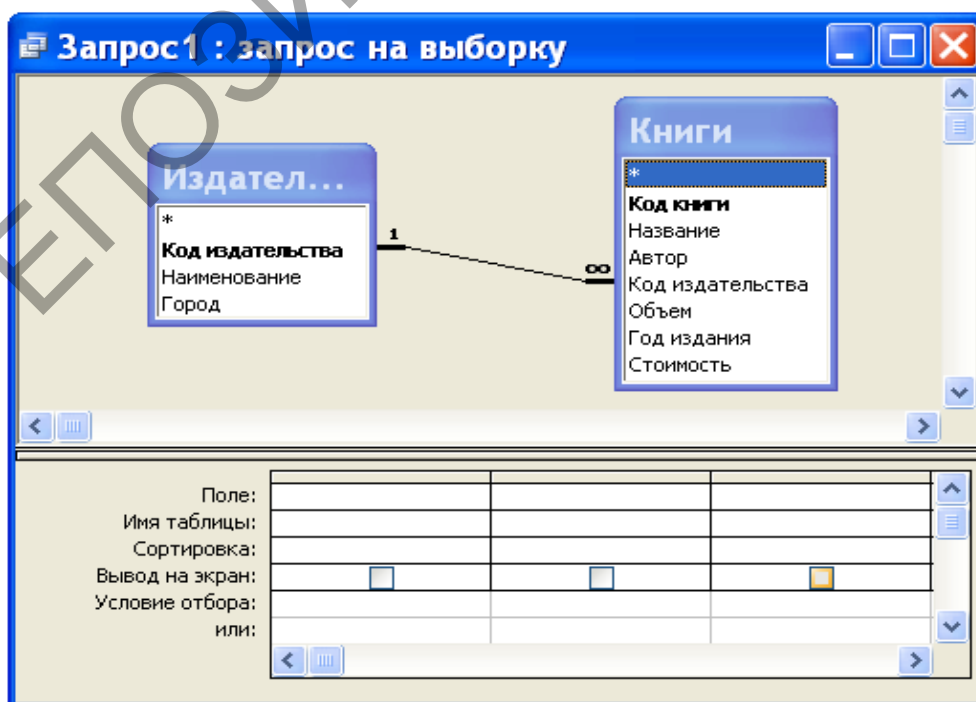 ЕПОЗИ
Запрос1 : запрос на выборку
Издател...
*
Код издательства
Наименование
Город
1
∞
Книги
*
Код книги
Название
Автор
Код издательства
Объем
Год издания
Стоимость
Поле:
Имя таблицы:
Сортировка:
Вывод на экран:
Условие отбора:
или: